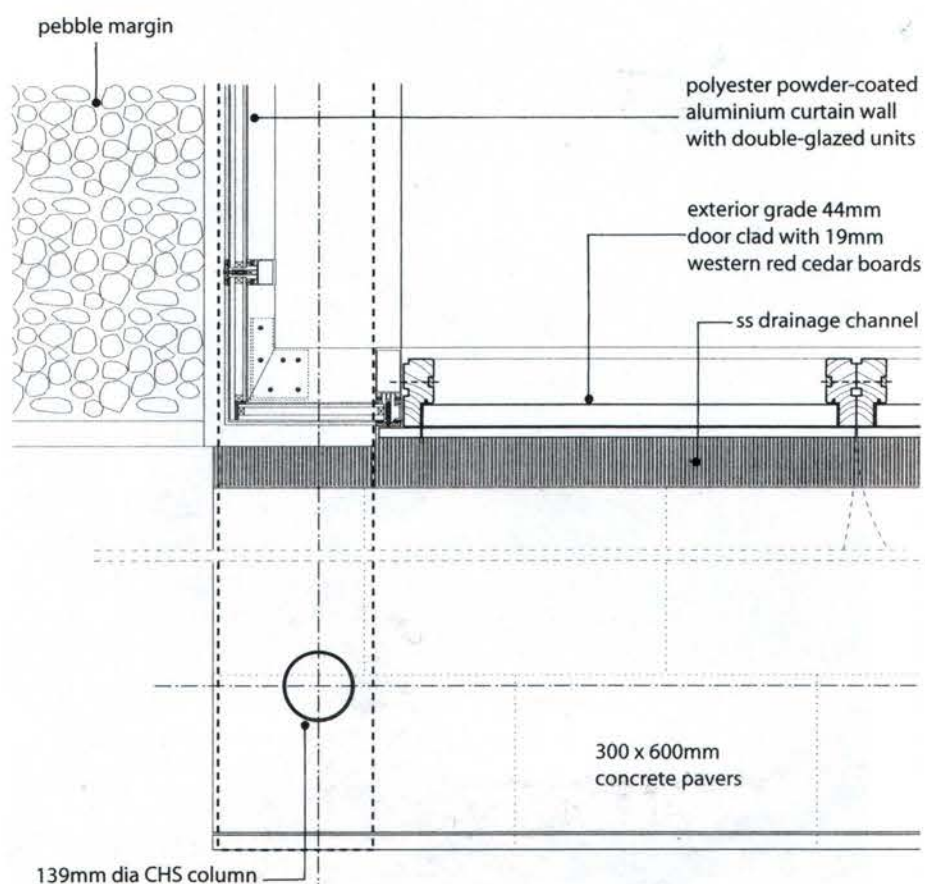 pebble margin
polyester powder-coated
aluminium curtain wall
with double-glazed units
exterior grade 44mm
door clad with 19mm
western red cedar boards
ss drainage channel
300 x 600mm
concrete pavers
139mm dia CHS column